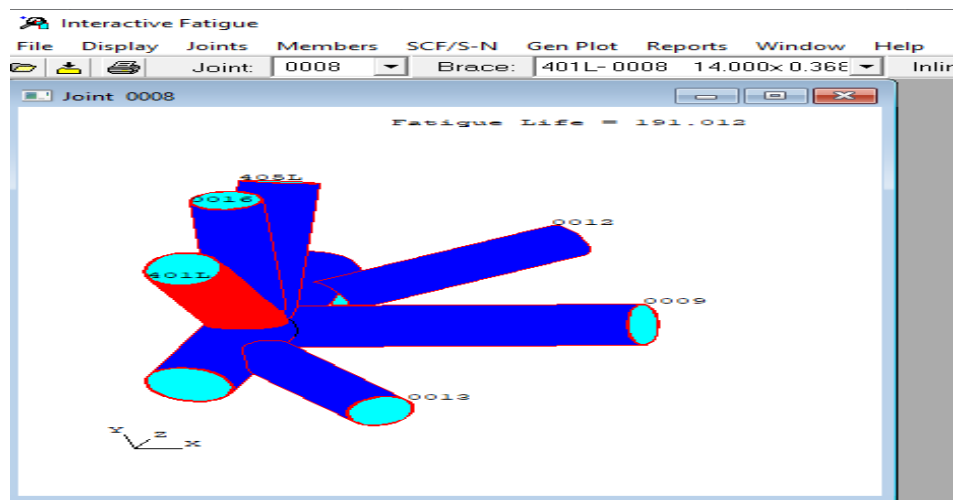 Interactive Fatigue
File Display Joints Members SCF/S-N Gen Plot Reports Window Help
Joint: 0008 Brace: 401L-0008 14.000x 0.368 Inlin
Joint 0008
Fatigue Life = 191.012
405L
0016
0012
401L
0009
0013
Y Z X